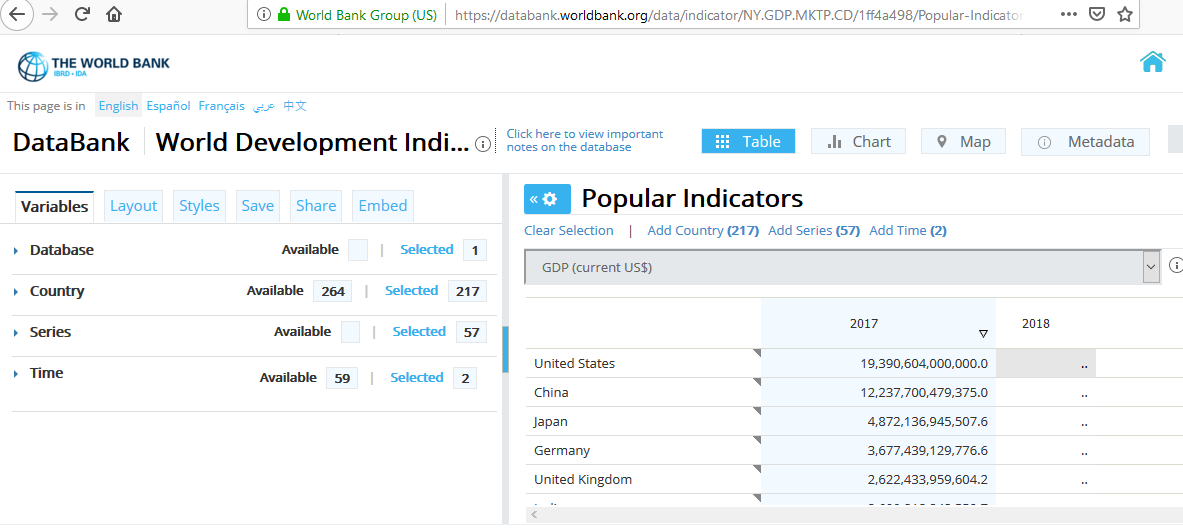 World Bank Group (US)
https://databank.worldbank.org/data/indicator/NY.GDP.MKTP.CD/1ff4a498/Popular-Indicator
THE WORLD BANK
IBRD • IDA
This page is in English Español Français عربي 中文
DataBank World Development Indi...
Click here to view important
notes on the database
Table Chart Map Metadata
Variables Layout Styles Save Share Embed
Database Available | Selected 1
Country Available 264 | Selected 217
Series Available | Selected 57
Time Available 59 | Selected 2
« Popular Indicators
Clear Selection | Add Country (217) Add Series (57) Add Time (2)
GDP (current US$)
2017 2018
United States 19,390,604,000,000.0 ..
China 12,237,700,479,375.0 ..
Japan 4,872,136,945,507.6 ..
Germany 3,677,439,129,776.6 ..
United Kingdom 2,622,433,959,604.2 ..